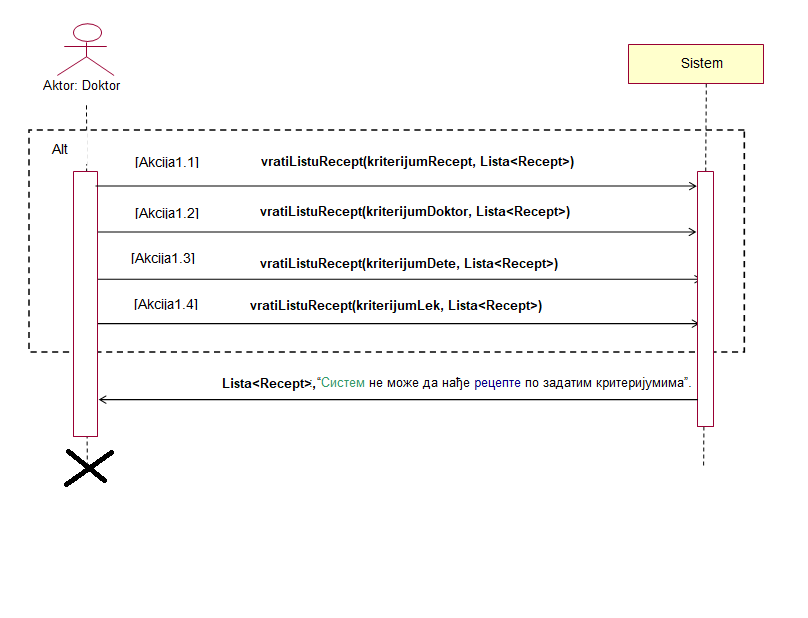 Aktor: Doktor
Sistem
Alt
[Akcija1.1] vratiListuRecept(kriterijumRecept, Lista<Recept>)
[Akcija1.2] vratiListuRecept(kriterijumDoktor, Lista<Recept>)
[Akcija1.3] vratiListuRecept(kriterijumDete, Lista<Recept>)
[Akcija1.4] vratiListuRecept(kriterijumLek, Lista<Recept>)
Lista<Recept>,“Систем не може да нађе рецепте по задатим критеријумима”.